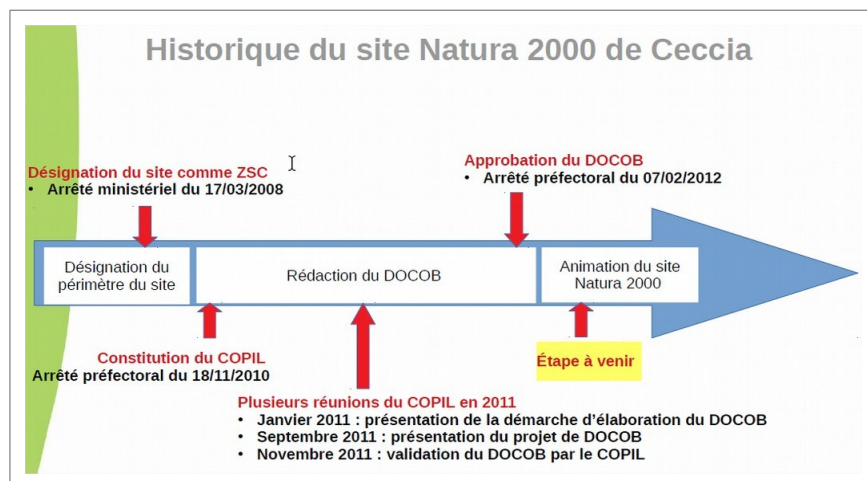 Historique du site Natura 2000 de Ceccia
Désignation du site comme ZSC
• Arrêté ministériel du 17/03/2008
Approbation du DOCOB
• Arrêté préfectoral du 07/02/2012
Désignation du
périmètre du site
Rédaction du DOCOB
Animation du site
Natura 2000
Constitution du COPIL
Arrêté préfectoral du 18/11/2010
Étape à venir
Plusieurs réunions du COPIL en 2011
• Janvier 2011 : présentation de la démarche d'élaboration du DOCOB
• Septembre 2011 : présentation du projet de DOCOB
• Novembre 2011 : validation du DOCOB par le COPIL